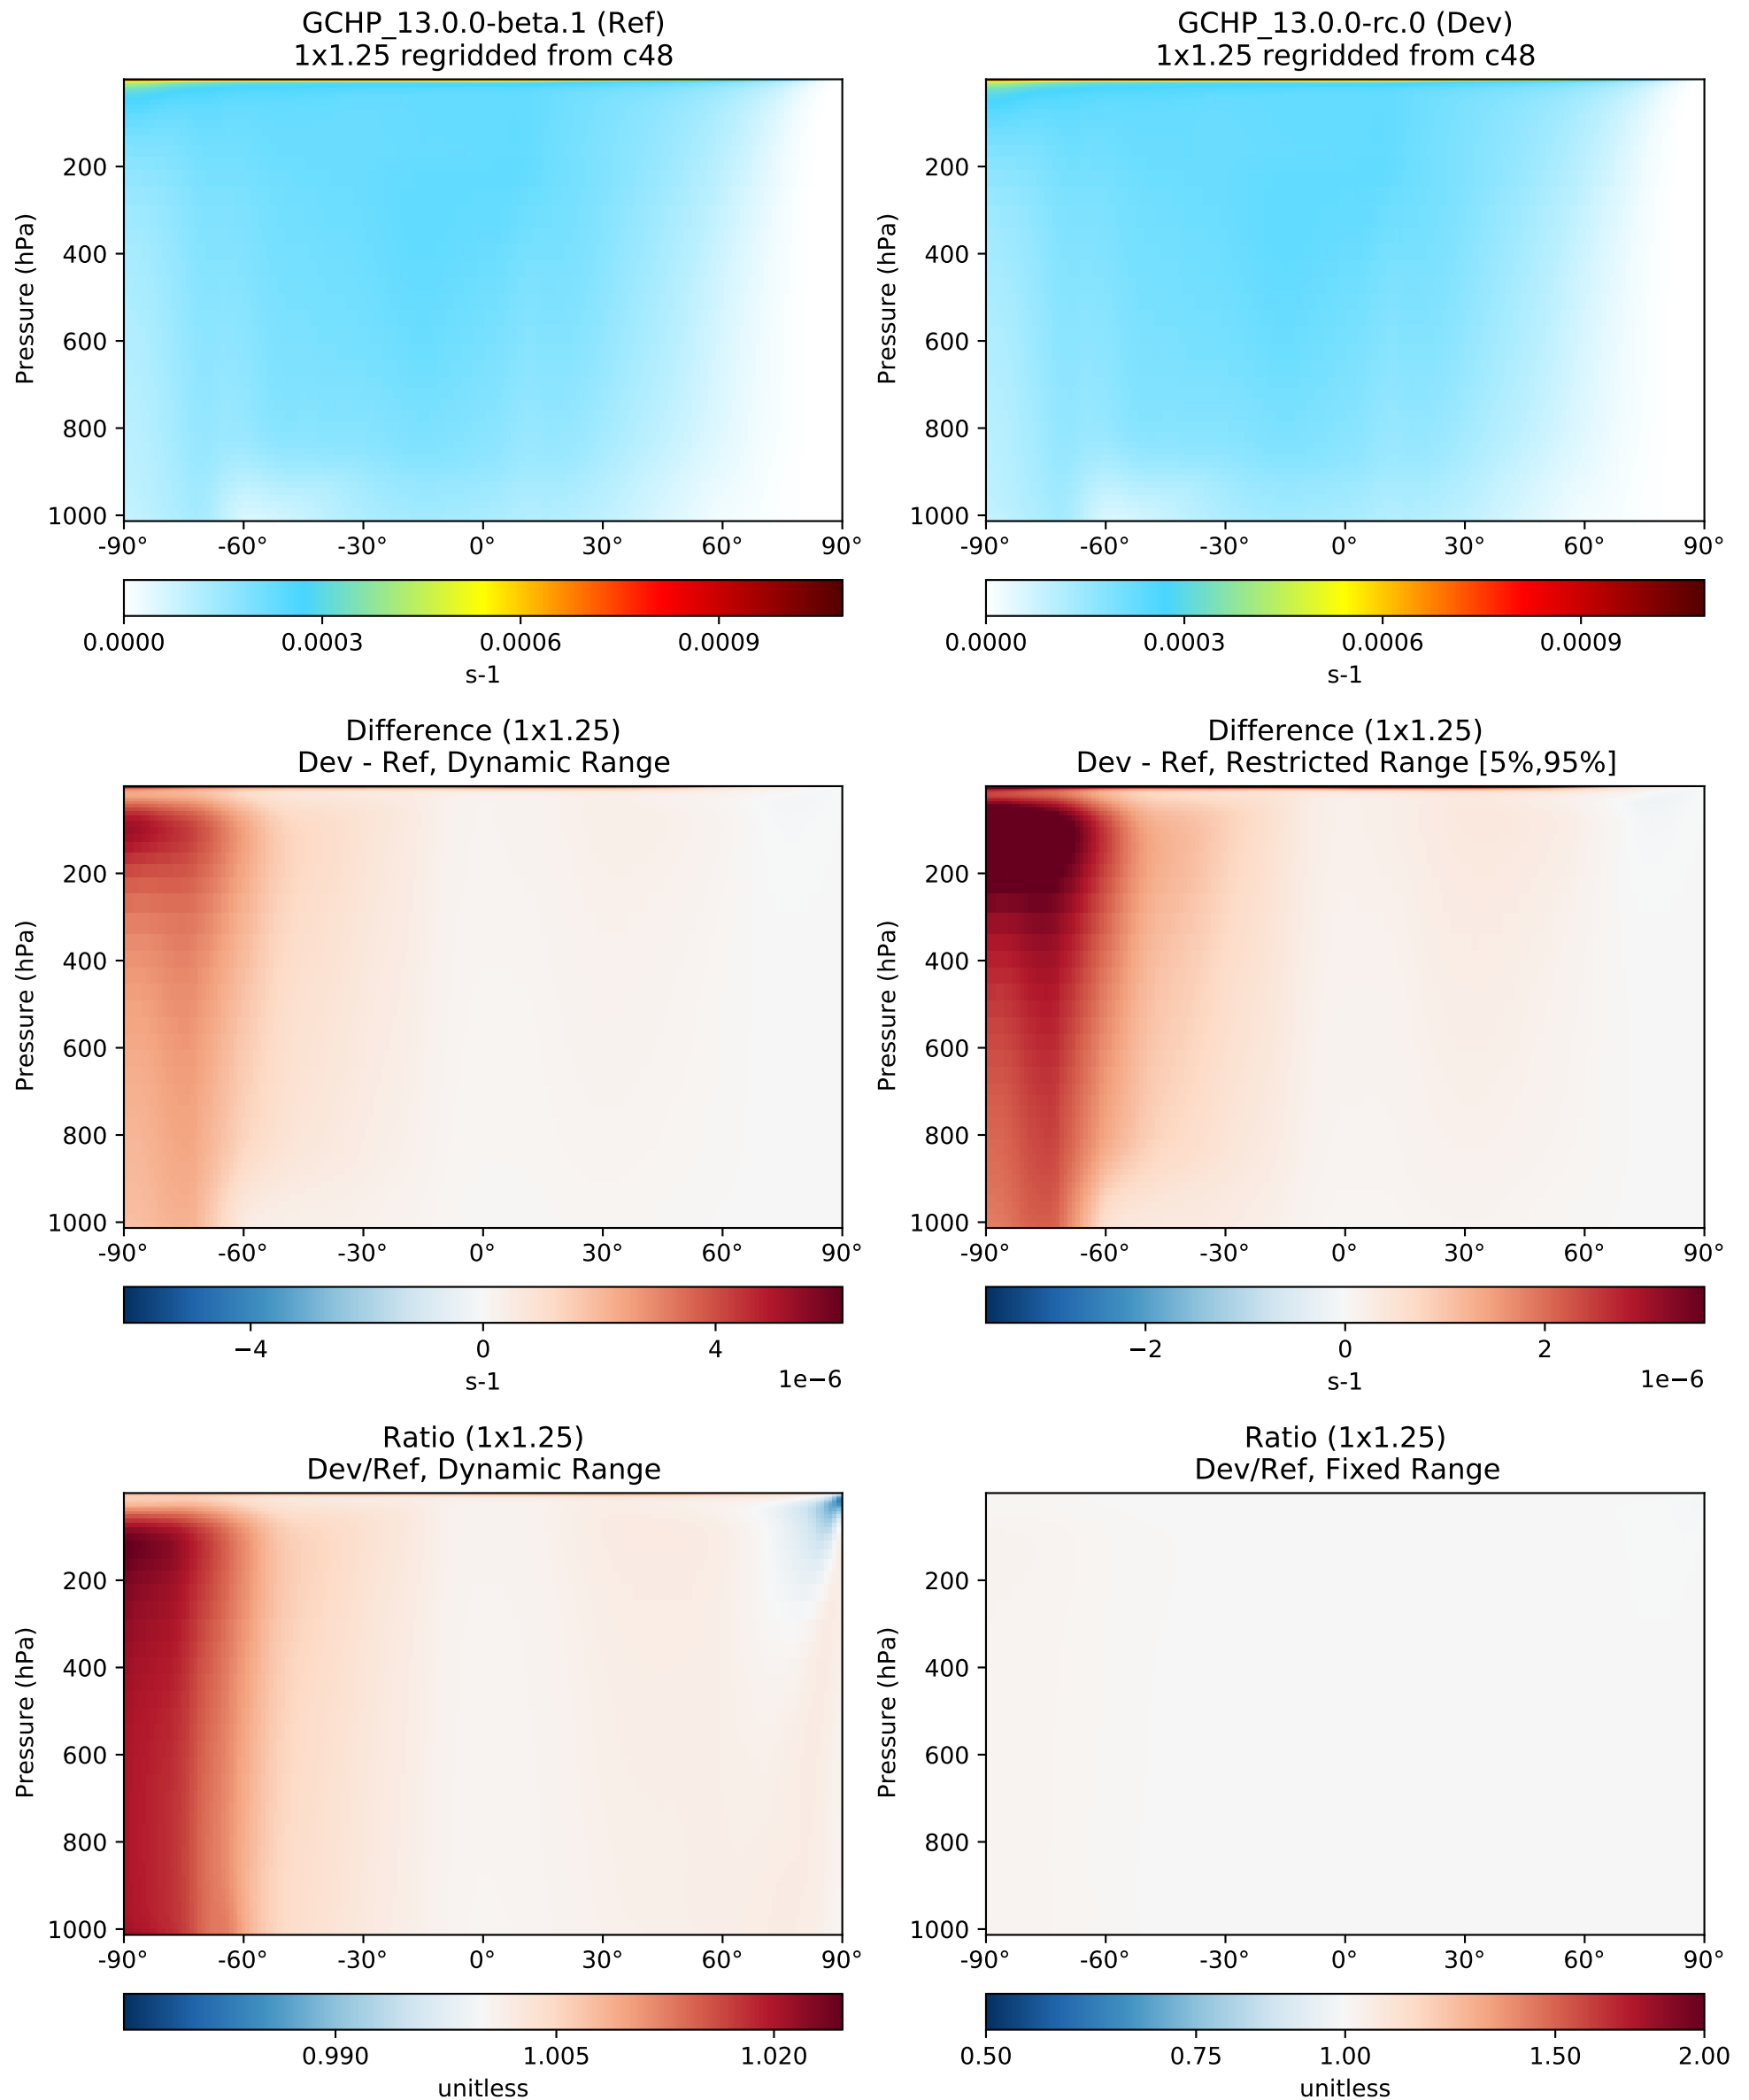 GCHP_13.0.0-beta.1 (Ref)
1x1.25 regridded from c48
Pressure (hPa)
200
400
600
800
1000
-90° -60° -30° 0° 30° 60° 90°
0.0000 0.0003 0.0006 0.0009
s-1
GCHP_13.0.0-rc.0 (Dev)
1x1.25 regridded from c48
Pressure (hPa)
200
400
600
800
1000
-90° -60° -30° 0° 30° 60° 90°
0.0000 0.0003 0.0006 0.0009
s-1
Difference (1x1.25)
Dev - Ref, Dynamic Range
Pressure (hPa)
200
400
600
800
1000
-90° -60° -30° 0° 30° 60° 90°
−4 0 4
s-1 1e−6
Difference (1x1.25)
Dev - Ref, Restricted Range [5%,95%]
Pressure (hPa)
200
400
600
800
1000
-90° -60° -30° 0° 30° 60° 90°
−2 0 2
s-1 1e−6
Ratio (1x1.25)
Dev/Ref, Dynamic Range
Pressure (hPa)
200
400
600
800
1000
-90° -60° -30° 0° 30° 60° 90°
0.990 1.005 1.020
unitless
Ratio (1x1.25)
Dev/Ref, Fixed Range
Pressure (hPa)
200
400
600
800
1000
-90° -60° -30° 0° 30° 60° 90°
0.50 0.75 1.00 1.50 2.00
unitless